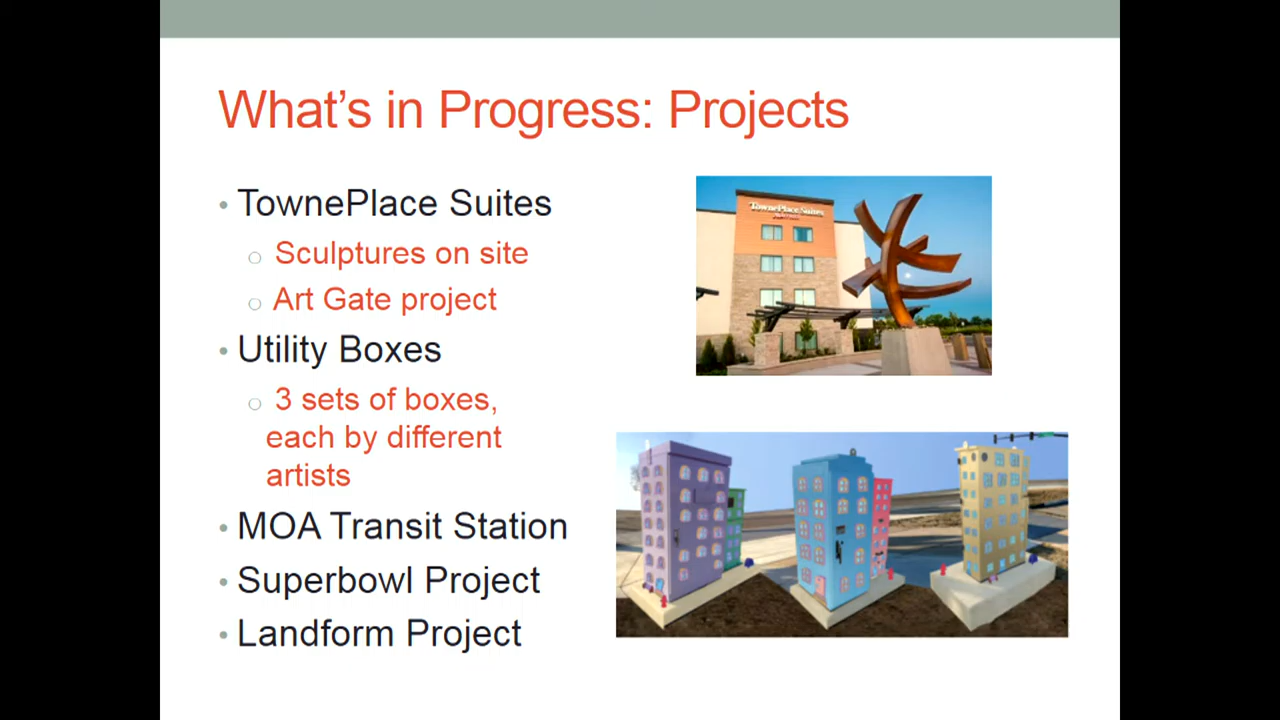 What's in Progress: Projects
• TownePlace Suites
○ Sculptures on site
○ Art Gate project
• Utility Boxes
○ 3 sets of boxes,
each by different
artists
• MOA Transit Station
• Superbowl Project
• Landform Project
TownePlace Suites